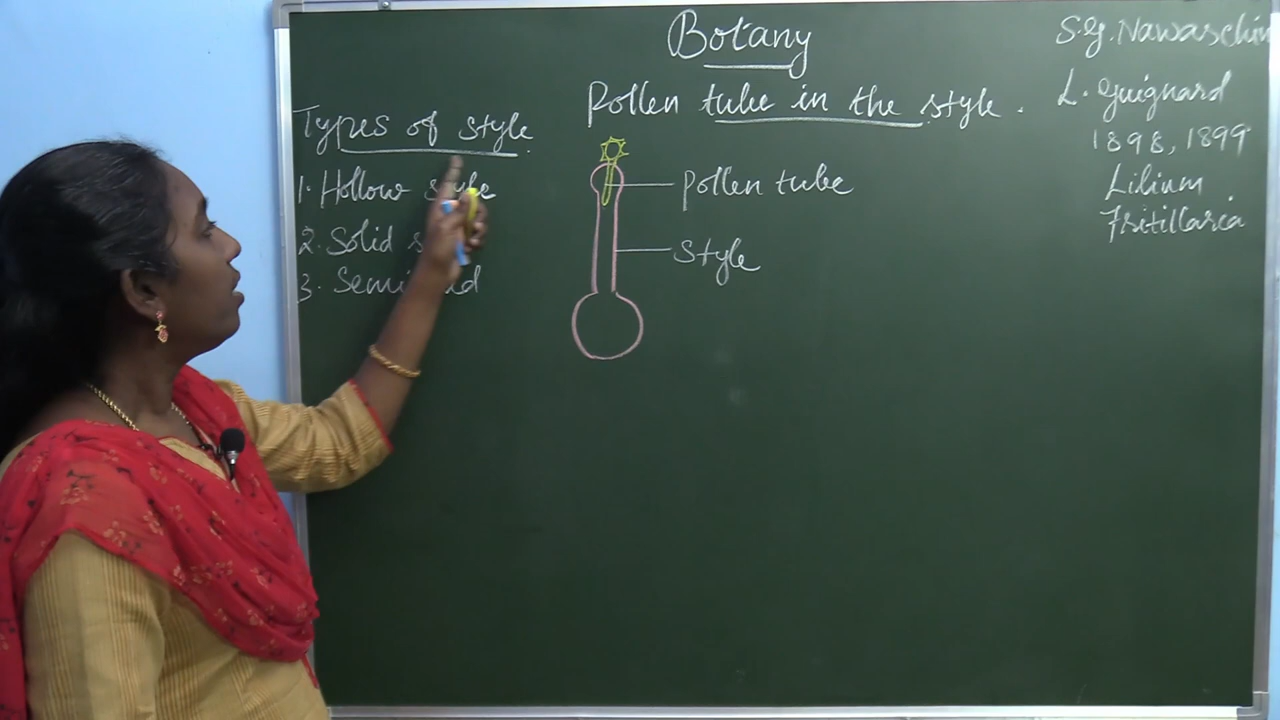 Botany
Pollen tube in the style.
Types of style.
1. Hollow style
2. Solid
3.
Pollen tube
Style
S.G. Nawaschin
L. Guignard
1898, 1899
Lilium
Fritillaria